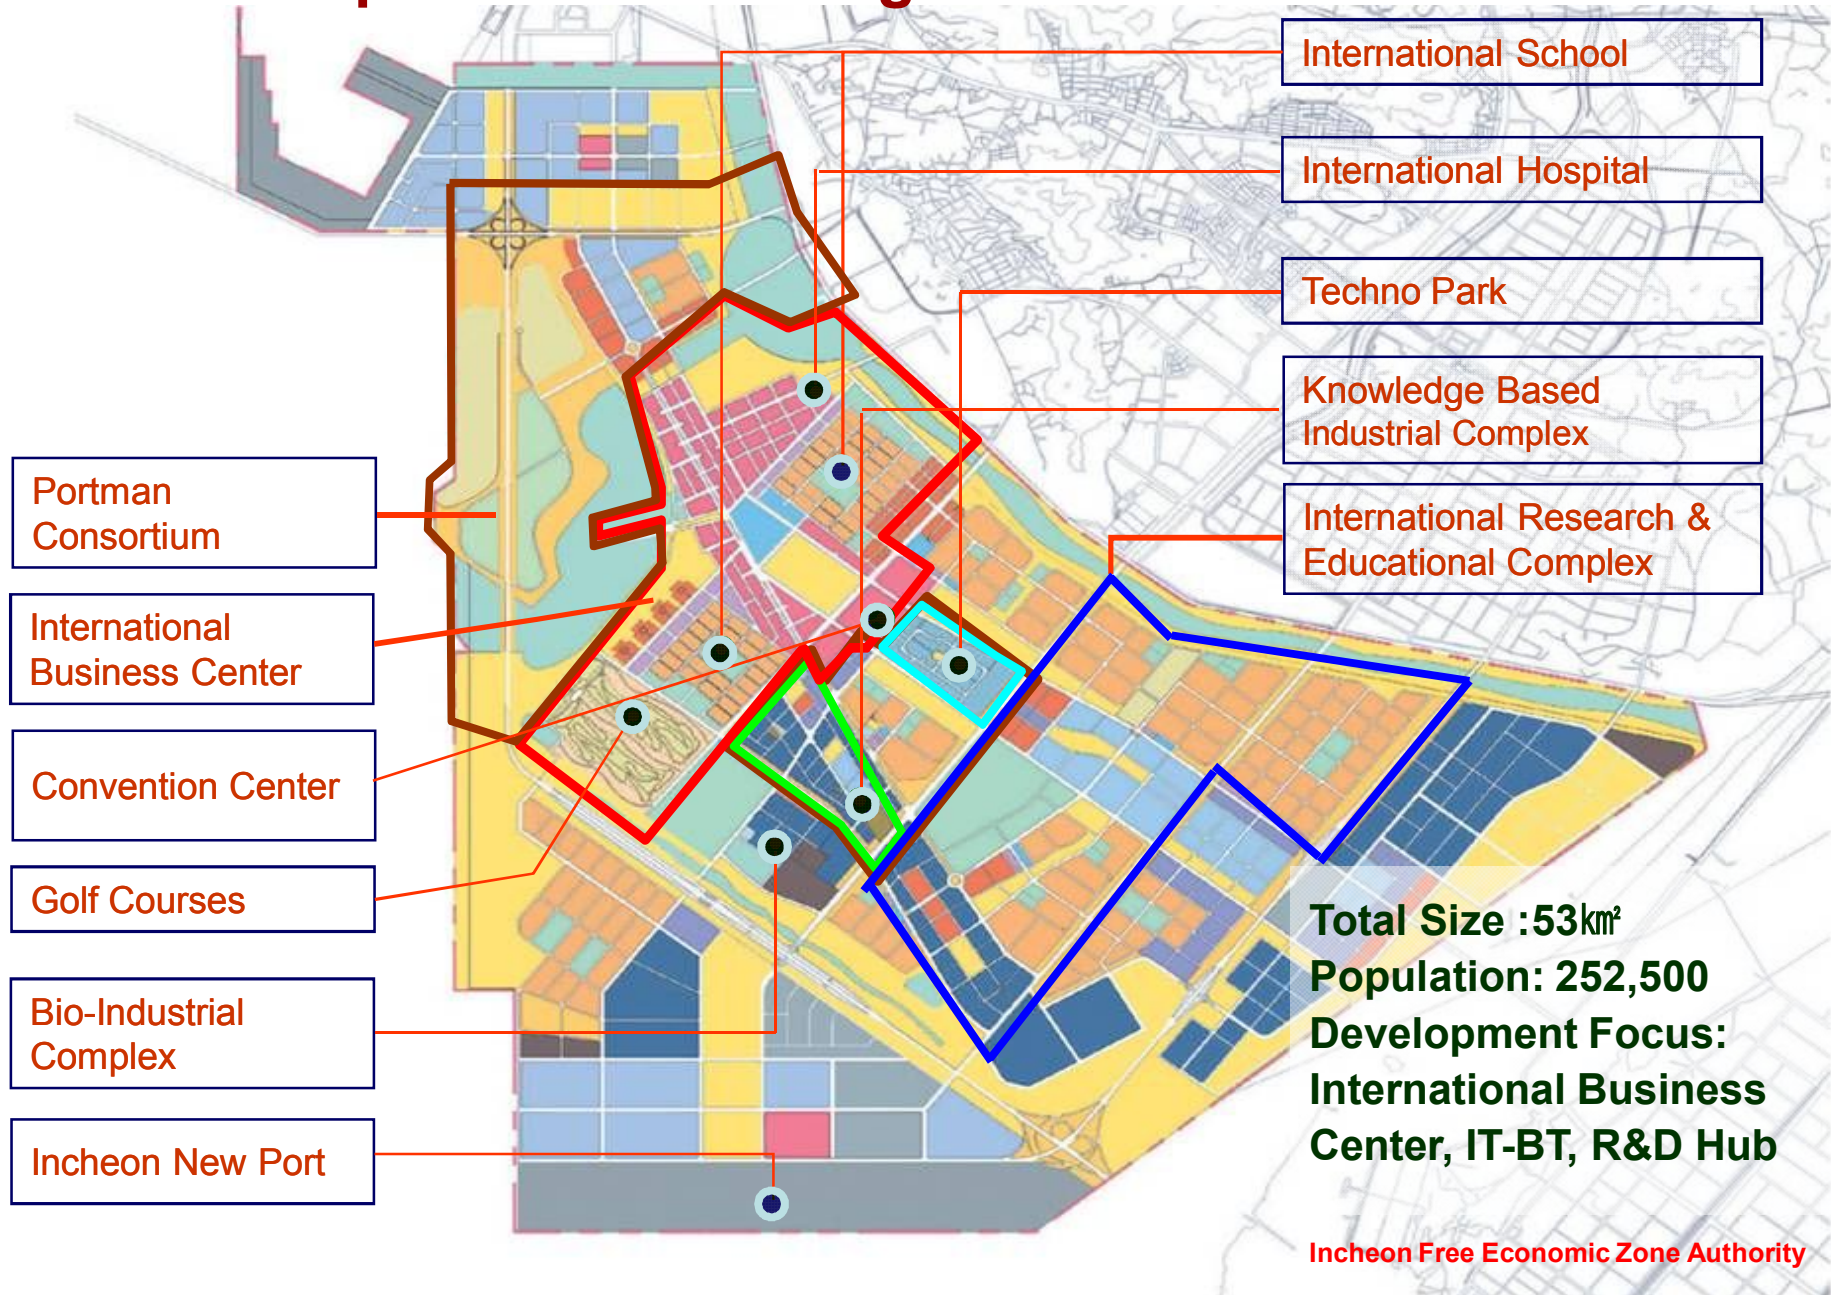 International School
International Hospital
Techno Park
Knowledge Based
Industrial Complex
International Research &
Educational Complex
Portman
Consortium
International
Business Center
Convention Center
Golf Courses
Bio-Industrial
Complex
Incheon New Port
Total Size :53㎢
Population: 252,500
Development Focus:
International Business
Center, IT-BT, R&D Hub
Incheon Free Economic Zone Authority